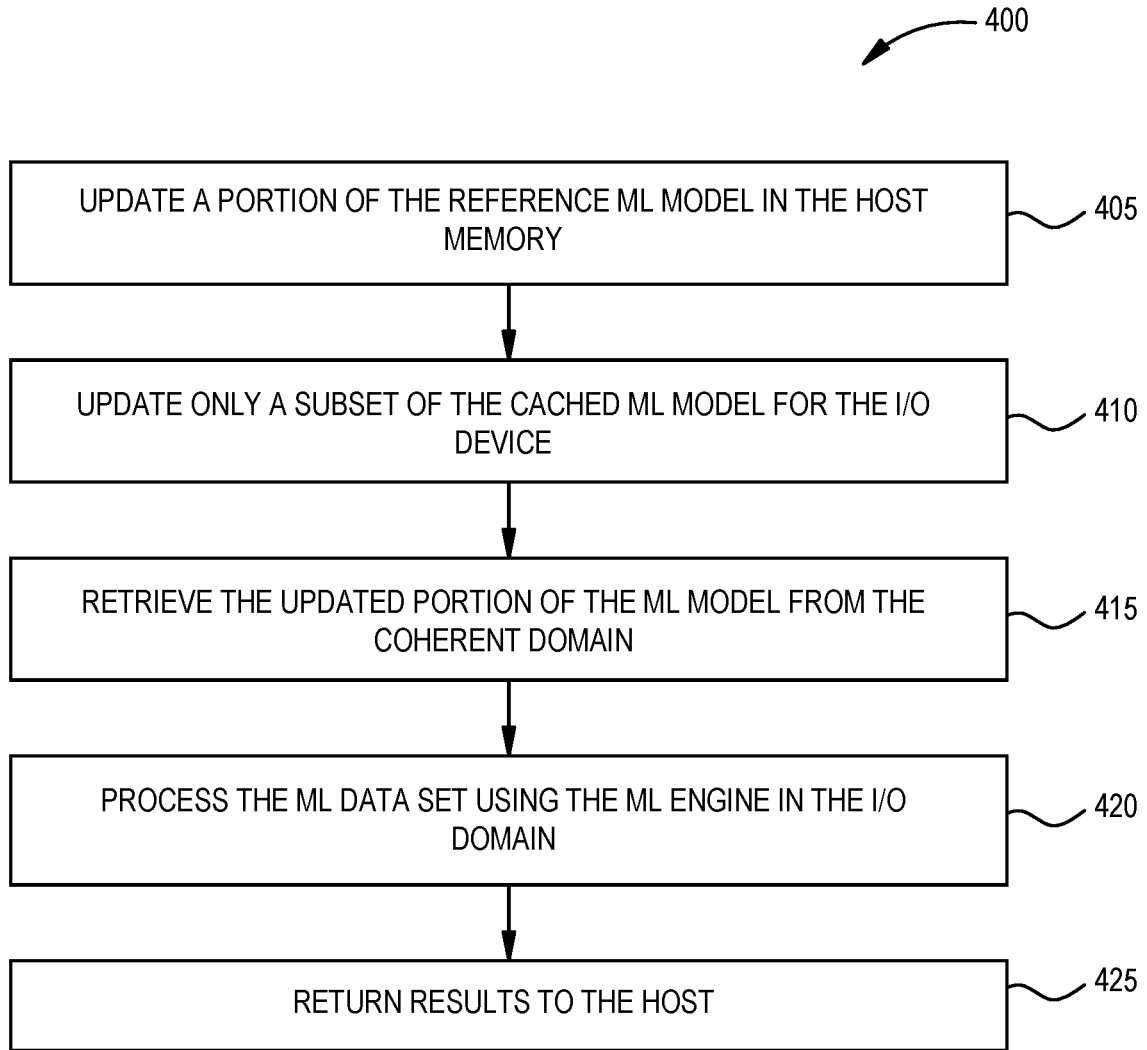 400
UPDATE A PORTION OF THE REFERENCE ML MODEL IN THE HOST
MEMORY
405
UPDATE ONLY A SUBSET OF THE CACHED ML MODEL FOR THE I/O
DEVICE
410
RETRIEVE THE UPDATED PORTION OF THE ML MODEL FROM THE
COHERENT DOMAIN
415
PROCESS THE ML DATA SET USING THE ML ENGINE IN THE I/O
DOMAIN
420
RETURN RESULTS TO THE HOST
425